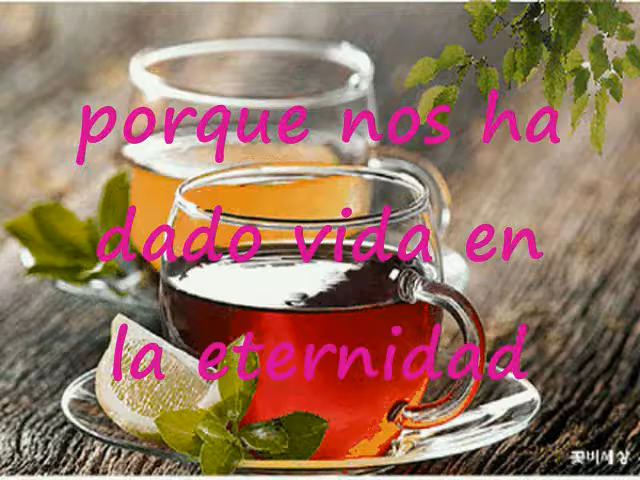 porque nos ha
dado vida en
la eternidad
꽃비세상